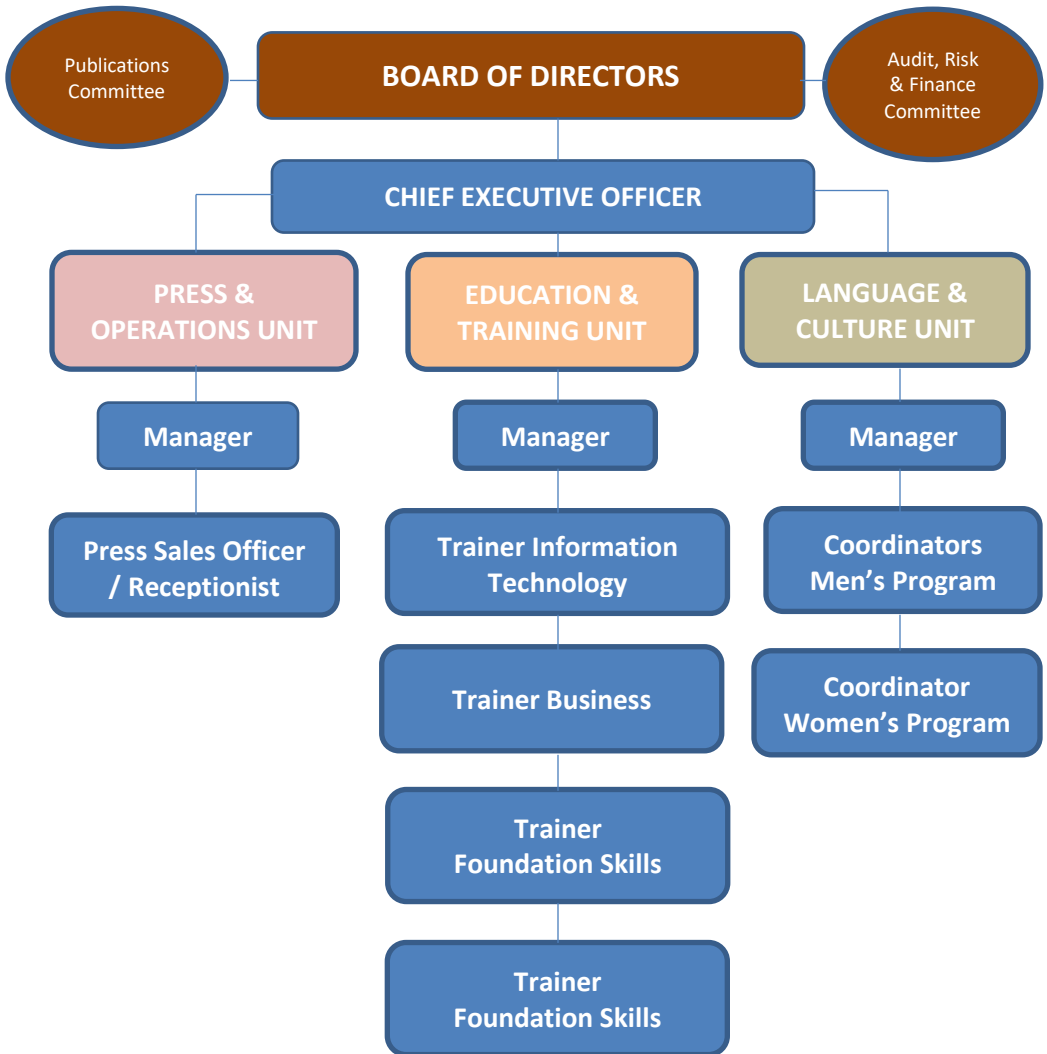 Publications
Committee
BOARD OF DIRECTORS
Audit, Risk
& Finance
Committee
CHIEF EXECUTIVE OFFICER
PRESS &
OPERATIONS UNIT
EDUCATION &
TRAINING UNIT
LANGUAGE &
CULTURE UNIT
Manager
Manager
Manager
Press Sales Officer
/ Receptionist
Trainer Information
Technology
Coordinators
Men’s Program
Trainer Business
Coordinator
Women’s Program
Trainer
Foundation Skills
Trainer
Foundation Skills